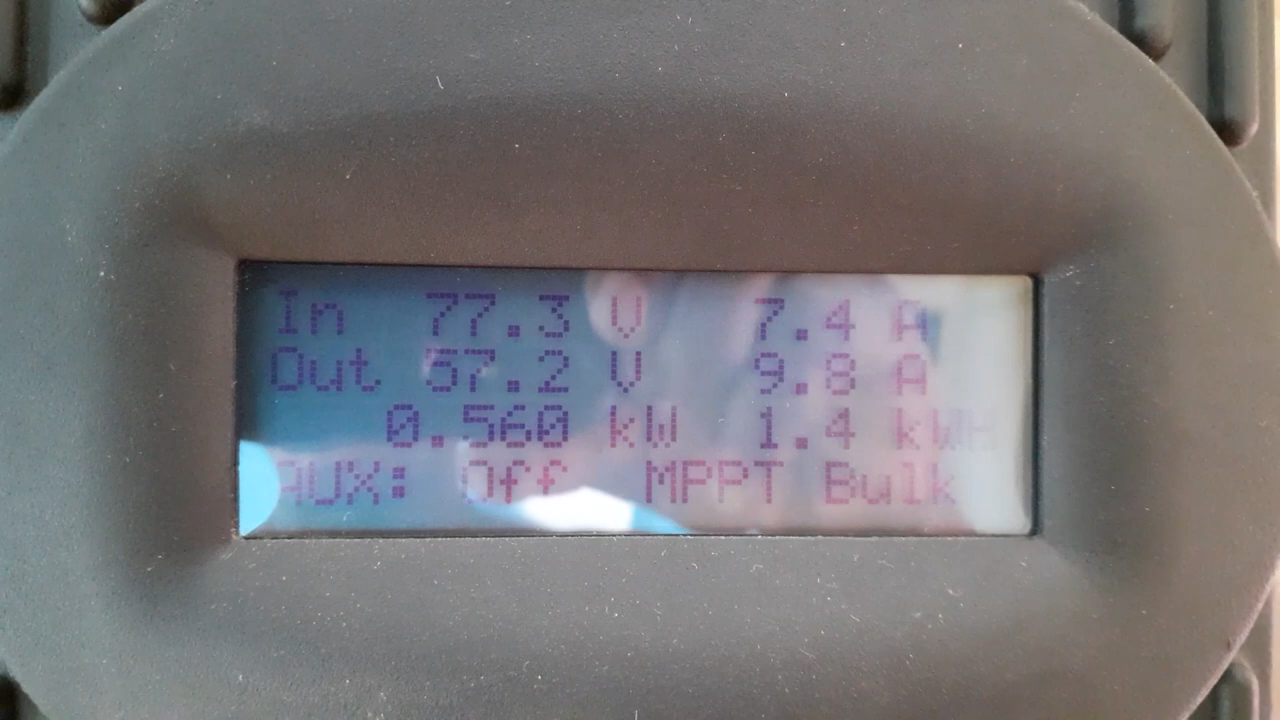 In 77.3 V 7.4 A
Out 57.2 V 9.8 A
0.560 kW 1.4 kWH
AUX: Off MPPT Bulk